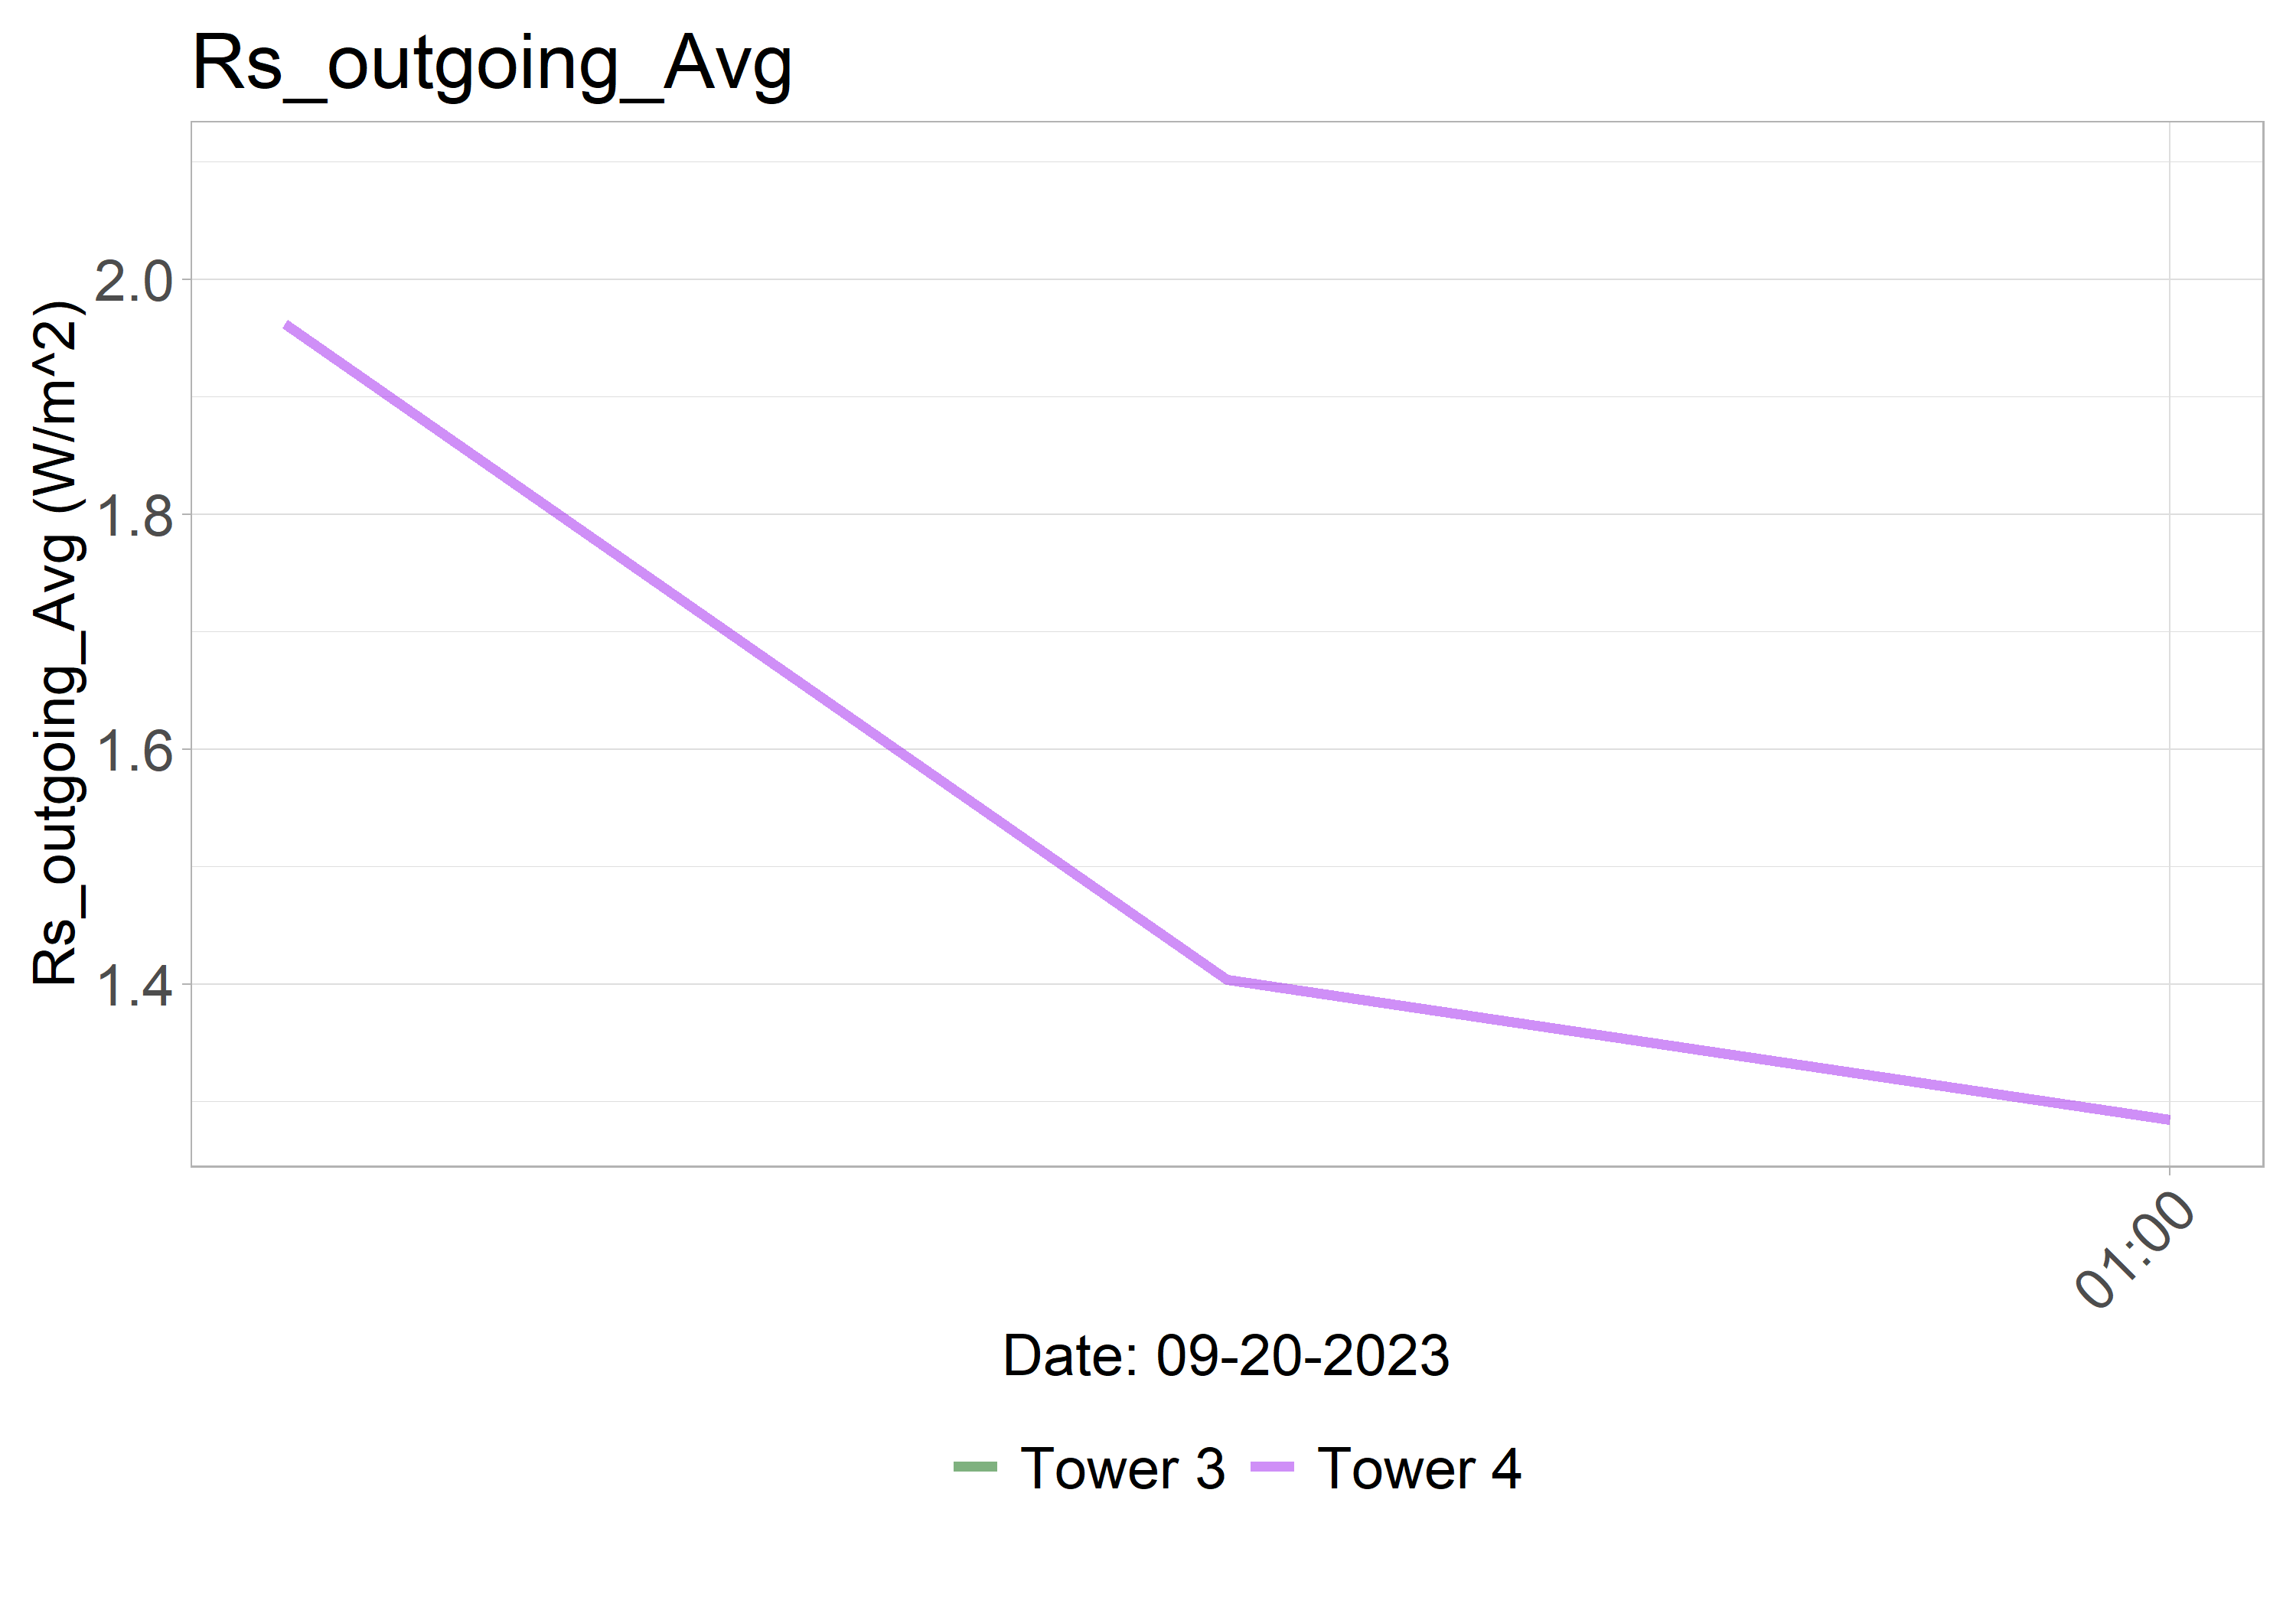 Rs_outgoing_Avg
Rs_outgoing_Avg (W/m^2)
2.0
1.8
1.6
1.4
01:00
Date: 09-20-2023
Tower 3 Tower 4